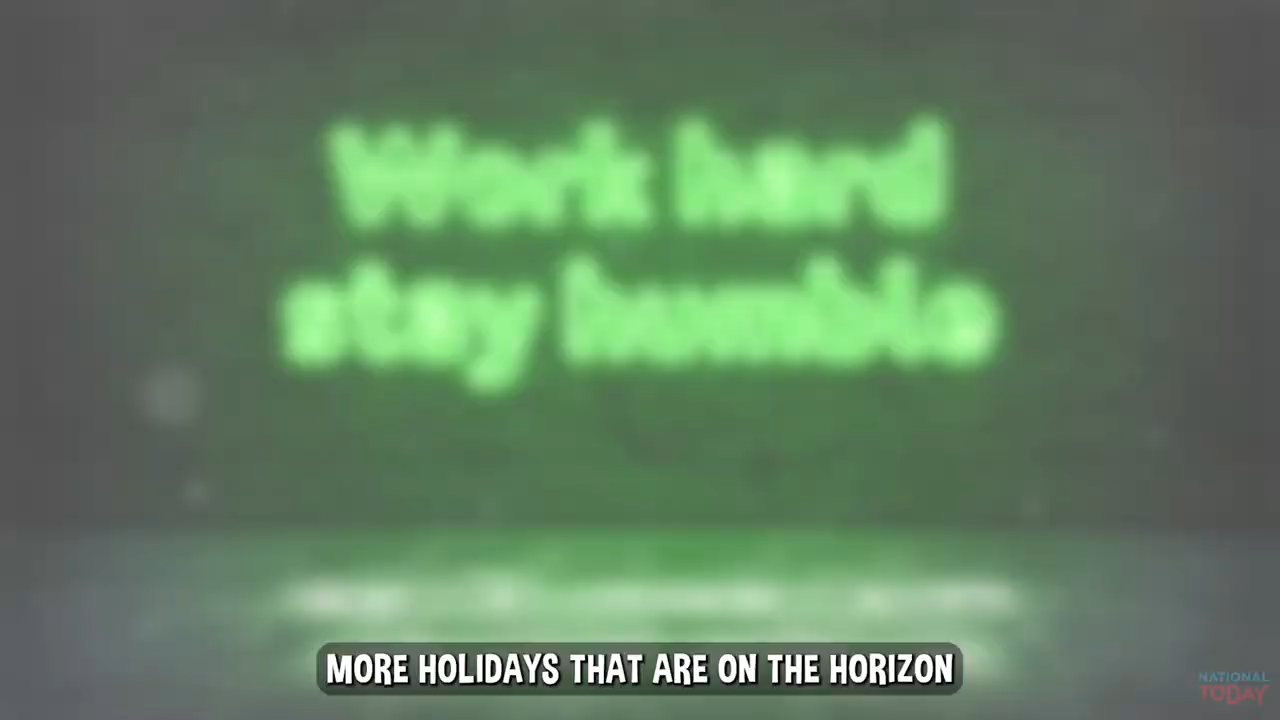 Work hard
stay humble
MORE HOLIDAYS THAT ARE ON THE HORIZON
NATIONAL
TODAY